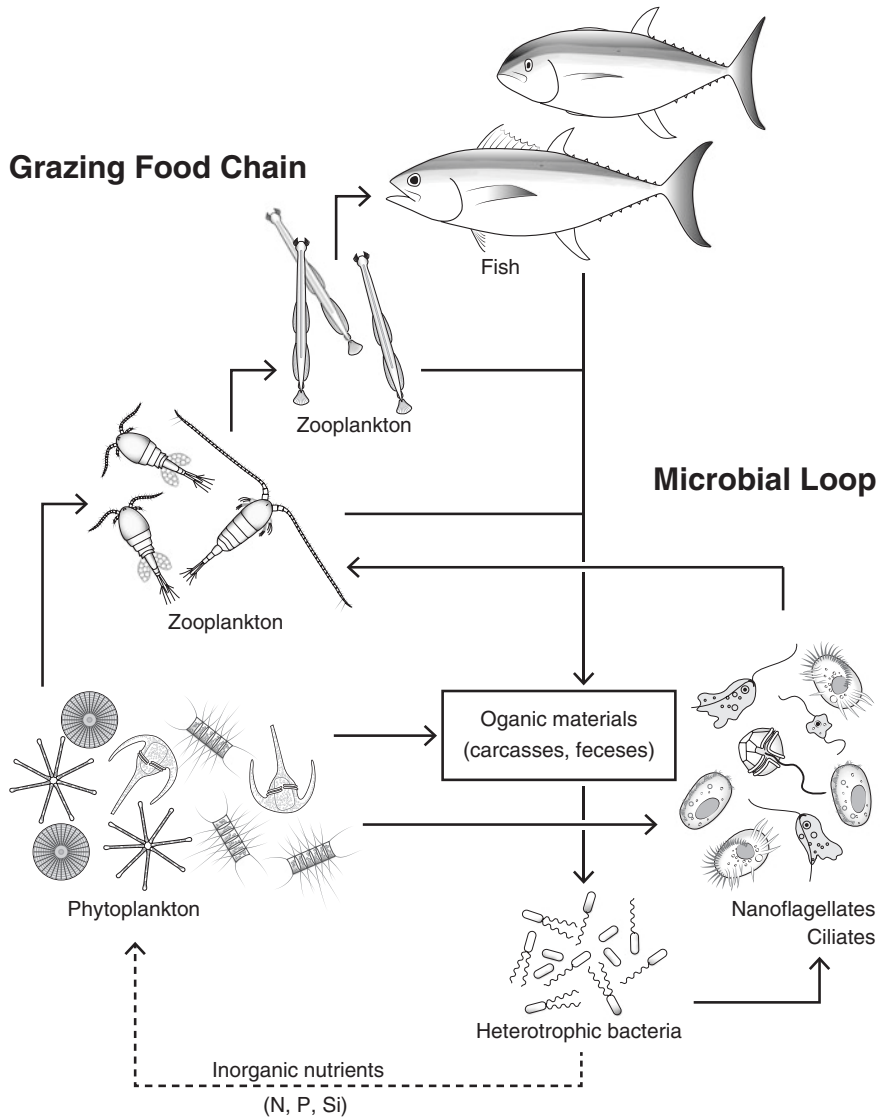 Grazing Food Chain
Fish
Zooplankton
Microbial Loop
Zooplankton
Oganic materials
(carcasses, feceses)
Phytoplankton
Nanoflagellates
Ciliates
Heterotrophic bacteria
Inorganic nutrients
(N, P, Si)